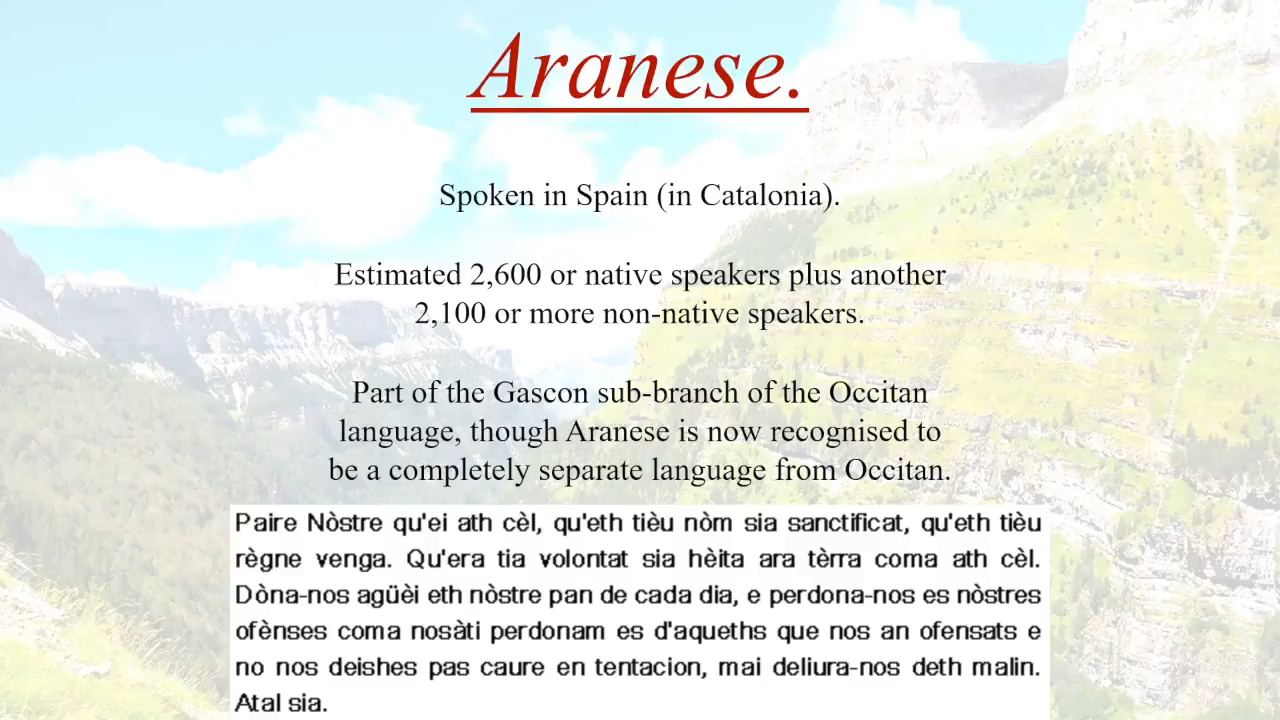 Aranese.
Spoken in Spain (in Catalonia).
Estimated 2,600 or native speakers plus another
2,100 or more non-native speakers.
Part of the Gascon sub-branch of the Occitan
language, though Aranese is now recognised to
be a completely separate language from Occitan.
Paire Nòstre qu'ei ath cèl, qu'eth tièu nòm sia sanctificat, qu'eth tièu
règne venga. Qu'era tia volontat sia hèita ara tèrra coma ath cèl.
Dòna-nos agüèi eth nòstre pan de cada dia, e perdona-nos es nòstres
ofènses coma nosàti perdonam es d'aqueths que nos an ofensats e
no nos deishes pas caure en tentacion, mai deliura-nos deth malin.
Atal sia.